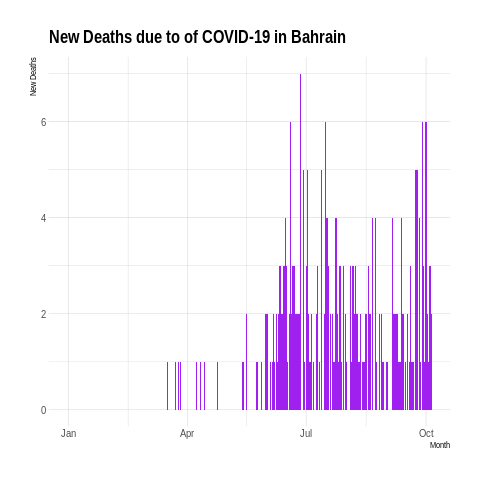 New Deaths due to of COVID-19 in Bahrain
New Deaths
6
4
2
0
Jan Apr Jul Oct
Month